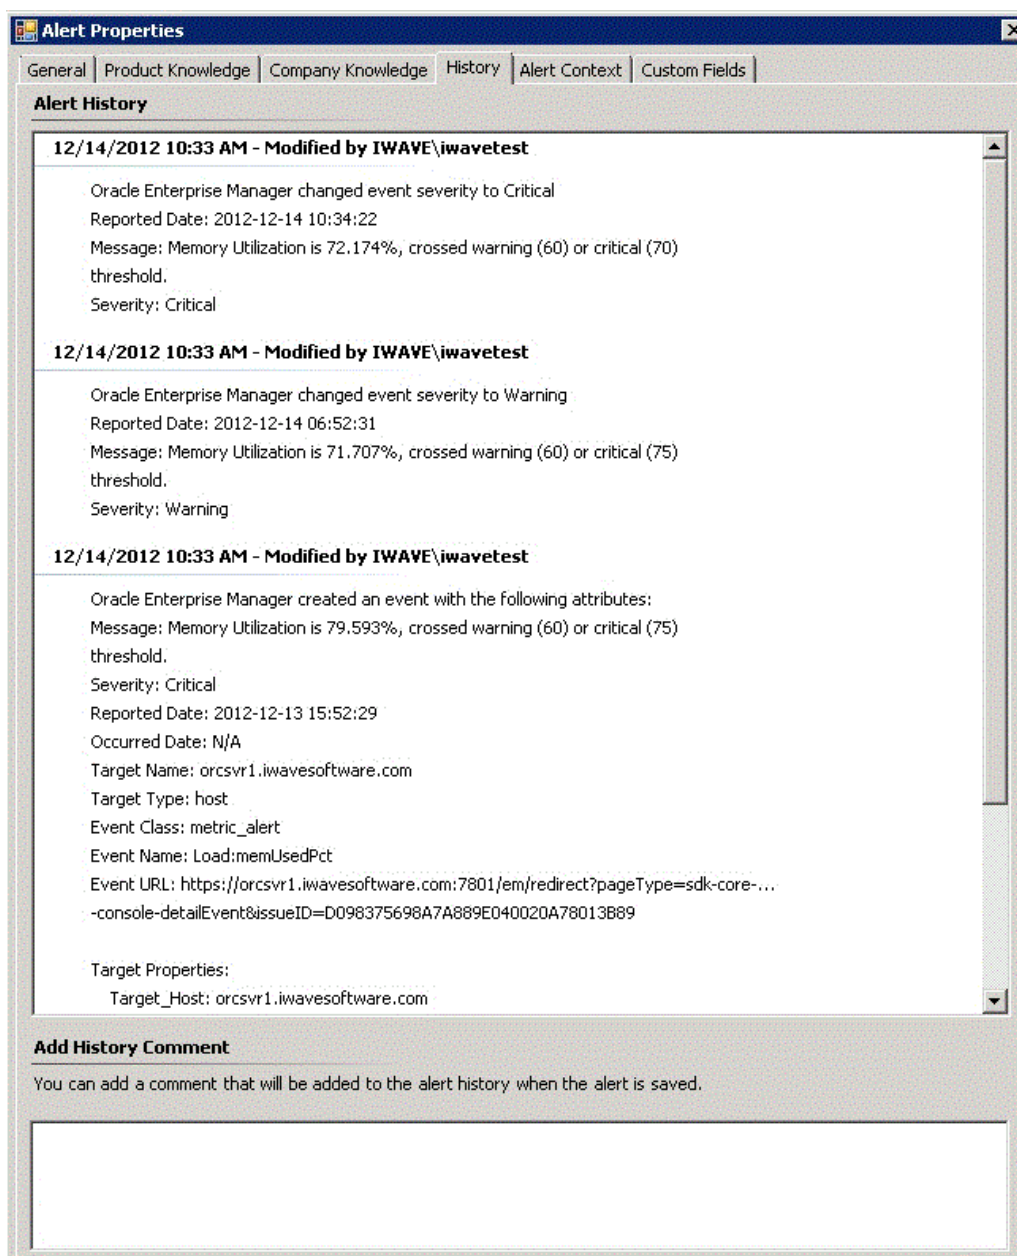 Alert Properties
General Product Knowledge Company Knowledge History Alert Context Custom Fields
Alert History
12/14/2012 10:33 AM - Modified by IWAVE\iwavetest
Oracle Enterprise Manager changed event severity to Critical
Reported Date: 2012-12-14 10:34:22
Message: Memory Utilization is 72.174%, crossed warning (60) or critical (70)
threshold.
Severity: Critical
12/14/2012 10:33 AM - Modified by IWAVE\iwavetest
Oracle Enterprise Manager changed event severity to Warning
Reported Date: 2012-12-14 06:52:31
Message: Memory Utilization is 71.707%, crossed warning (60) or critical (75)
threshold.
Severity: Warning
12/14/2012 10:33 AM - Modified by IWAVE\iwavetest
Oracle Enterprise Manager created an event with the following attributes:
Message: Memory Utilization is 79.593%, crossed warning (60) or critical (75)
threshold.
Severity: Critical
Reported Date: 2012-12-13 15:52:29
Occurred Date: N/A
Target Name: orcsvr1.iwavesoftware.com
Target Type: host
Event Class: metric_alert
Event Name: Load:memUsedPct
Event URL: https://orcsvr1.iwavesoftware.com:7801/em/redirect?pageType=sdk-core-...
-console-detailEvent&issueID=D098375698A7A889E040020A78013B89
Target Properties:
Target_Host: orcsvr1.iwavesoftware.com
Add History Comment
You can add a comment that will be added to the alert history when the alert is saved.